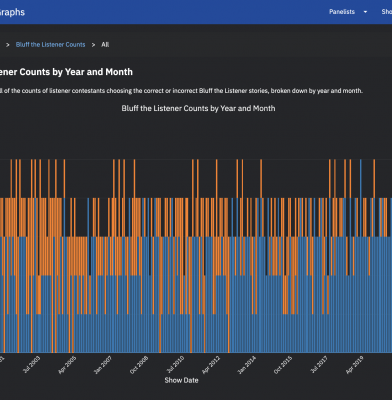 Graphs
Panelists
Sho
> Bluff the Listener Counts > All
ener Counts by Year and Month
ll of the counts of listener contestants choosing the correct or incorrect Bluff the Listener stories, broken down by year and month.
Bluff the Listener Counts by Year and Month
01
Jul 2003
Apr 2005
Jan 2007
Oct 2008
Jul 2010
Apr 2012
Jan 2014
Oct 2015
Jul 2017
Apr 2019
Show Date